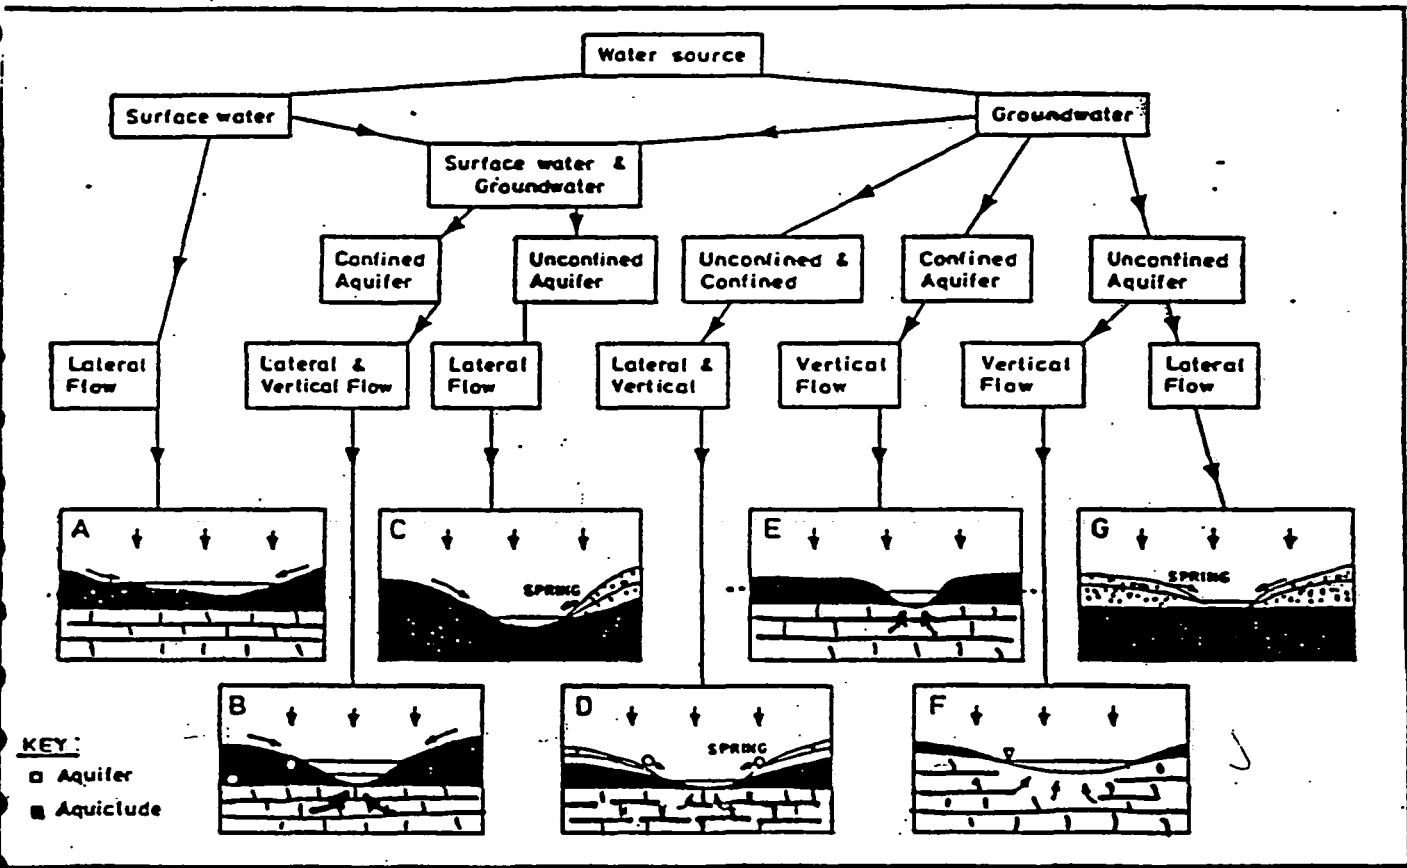 Water source
Surface water
Groundwater
Surface water &
Groundwater
Confined
Aquifer
Unconfined
Aquifer
Unconfined &
Confined
Confined
Aquifer
Unconfined
Aquifer
Lateral
Flow
Lateral &
Vertical Flow
Lateral
Flow
Lateral &
Vertical
Vertical
Flow
Vertical
Flow
Lateral
Flow
A
C
SPRING
E
G
SPRING
B
D
SPRING
F
KEY:
Aquifer
Aquiclude